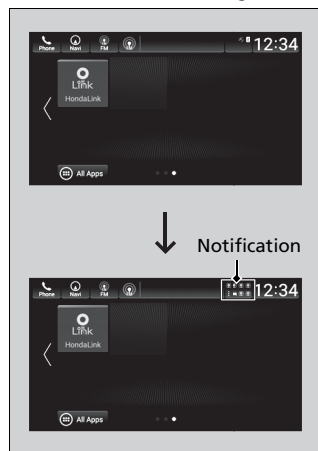 Phone Navi FM 12:34
Link
HondaLink
All Apps
Notification
Phone Navi FM 12:34
Link
HondaLink
All Apps